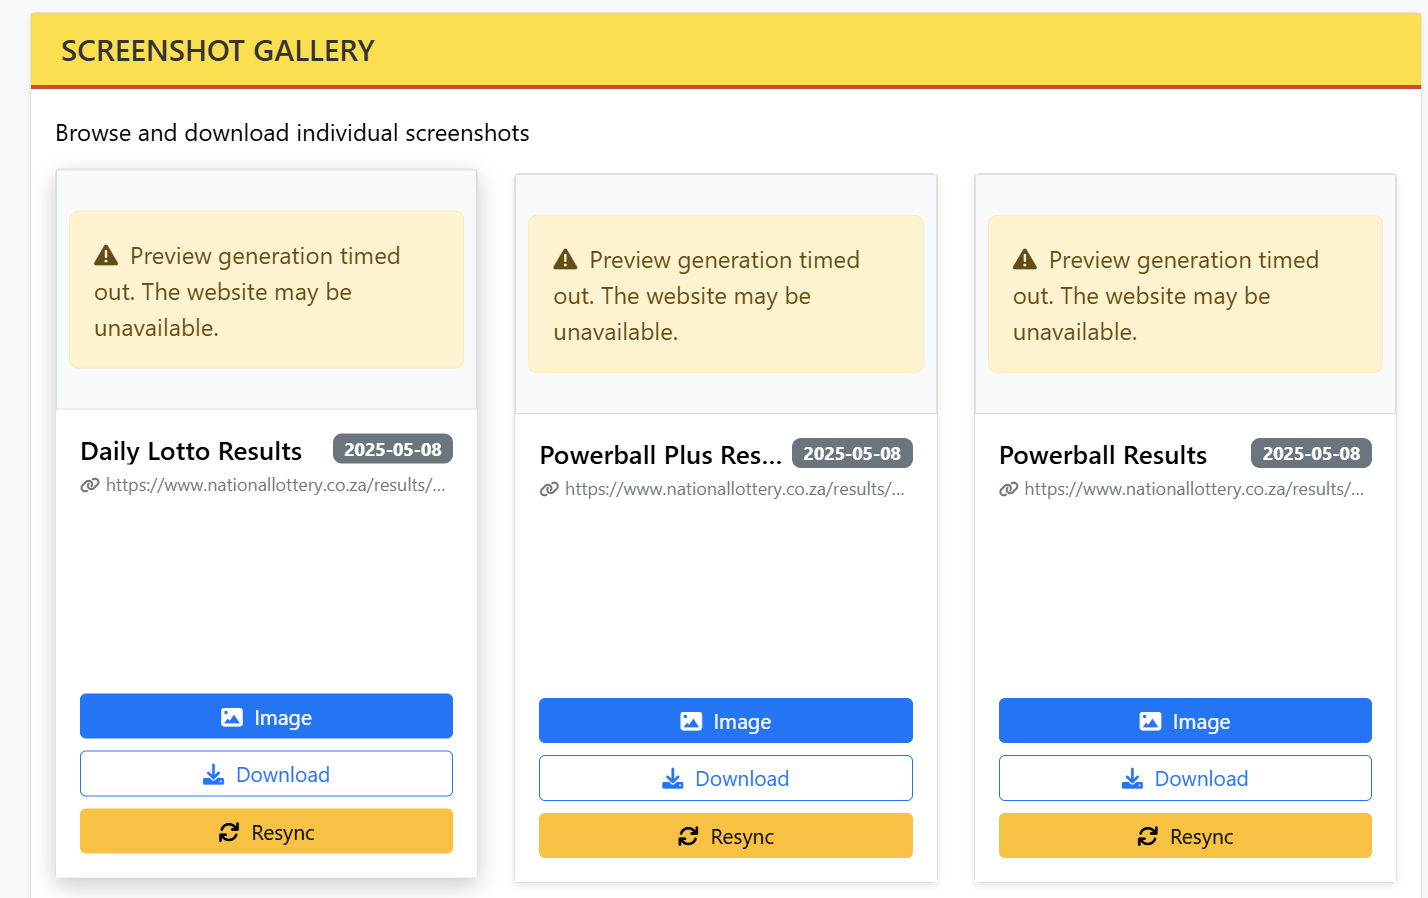 SCREENSHOT GALLERY
Browse and download individual screenshots
Preview generation timed
out. The website may be
unavailable.
Daily Lotto Results 2025-05-08
https://www.nationallottery.co.za/results/...
Image
Download
Resync
Preview generation timed
out. The website may be
unavailable.
Powerball Plus Res... 2025-05-08
https://www.nationallottery.co.za/results/...
Image
Download
Resync
Preview generation timed
out. The website may be
unavailable.
Powerball Results 2025-05-08
https://www.nationallottery.co.za/results/...
Image
Download
Resync